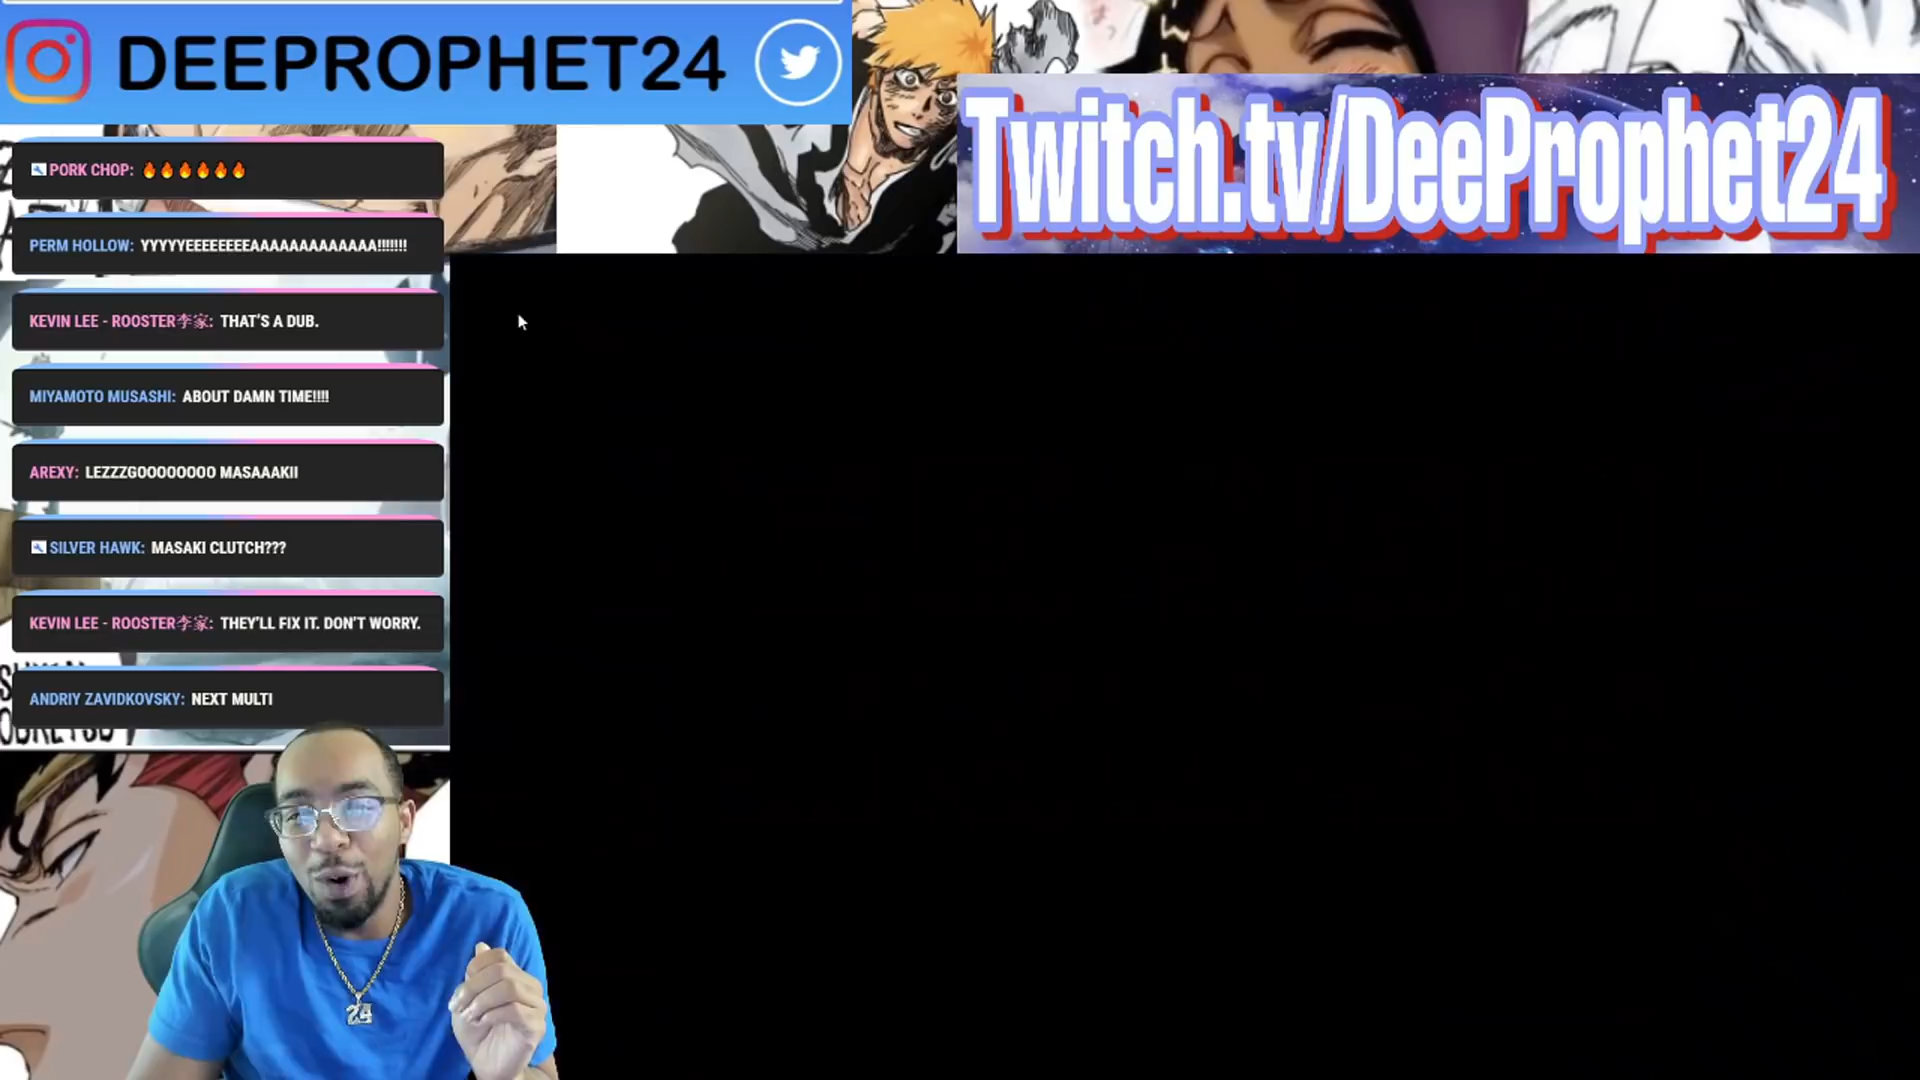 DEEPROPHET24
Twitch.tv/DeeProphet24
PORK CHOP: 🔥🔥🔥🔥🔥🔥
PERM HOLLOW: YYYYYEEEEEEEEAAAAAAAAAAAAA!!!!!!!
KEVIN LEE - ROOSTER李家: THAT'S A DUB.
MIYAMOTO MUSASHI: ABOUT DAMN TIME!!!!
AREXY: LEZZZGOOOOOOOO MASAAAKII
SILVER HAWK: MASAKI CLUTCH???
KEVIN LEE - ROOSTER李家: THEY'LL FIX IT. DON'T WORRY.
ANDRIY ZAVIDKOVSKY: NEXT MULTI
24